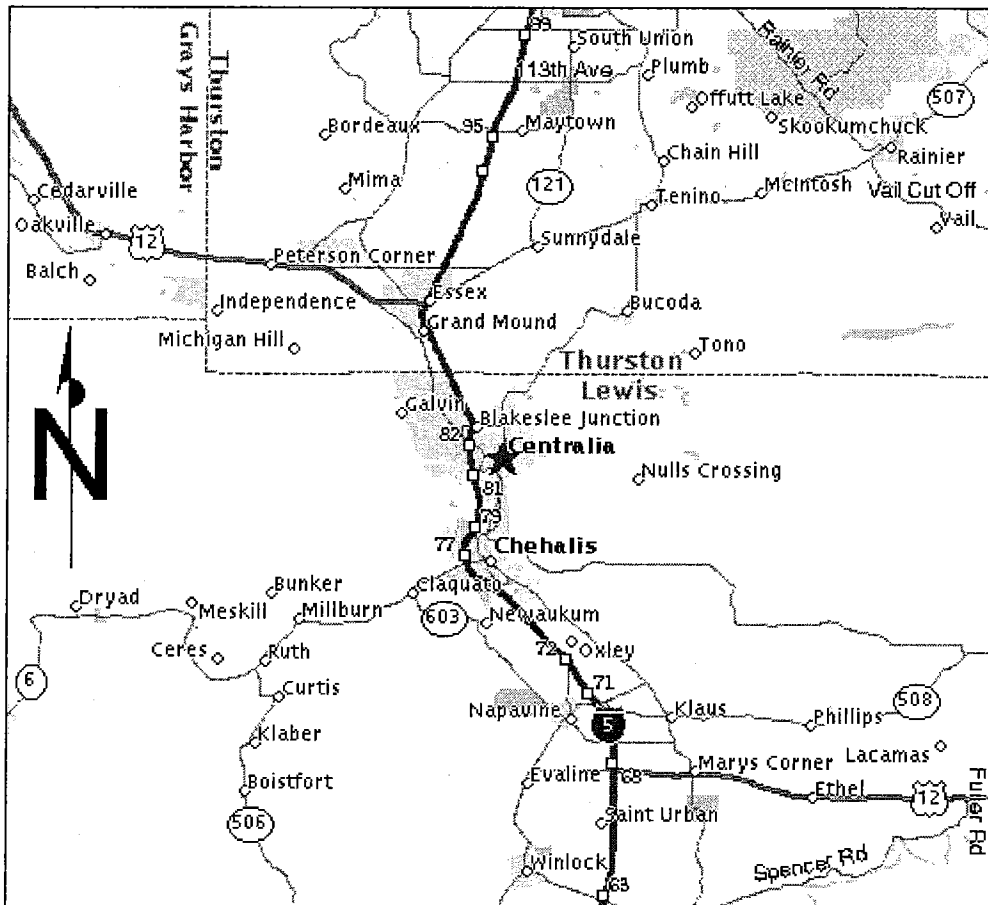 99
South Union
Rainier Rd
Thurston
Grays Harbor
113th Ave
Plumb
Offutt Lake
507
Bordeaux
95
Maytown
Skookumchuck
Chain Hill
Rainier
Mima
121
Cedarville
McIntosh
Vail Cut Off
Tenino
Oakville
12
Vail
Sunnydale
Peterson Corner
Balch
Independence
Essex
Bucoda
Grand Mound
Michigan Hill
Tono
Thurston
Lewis
Galvin
Blakeslee Junction
82
Centralia
N
Nulls Crossing
81
79
77
Chehalis
Bunker
Claquato
Dryad
Meskill
Millburn
603
Newaukum
Ceres
Ruth
72
Oxley
6
Curtis
71
508
Napavine
5
Klaus
Phillips
Klaber
Lacamas
Marys Corner
Boistfort
Evaline
68
Ethel
12
Fuller Rd
506
Saint Urban
Winlock
Spencer Rd
63